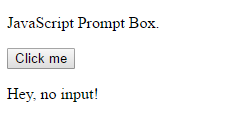 JavaScript Prompt Box.
Click me
Hey, no input!